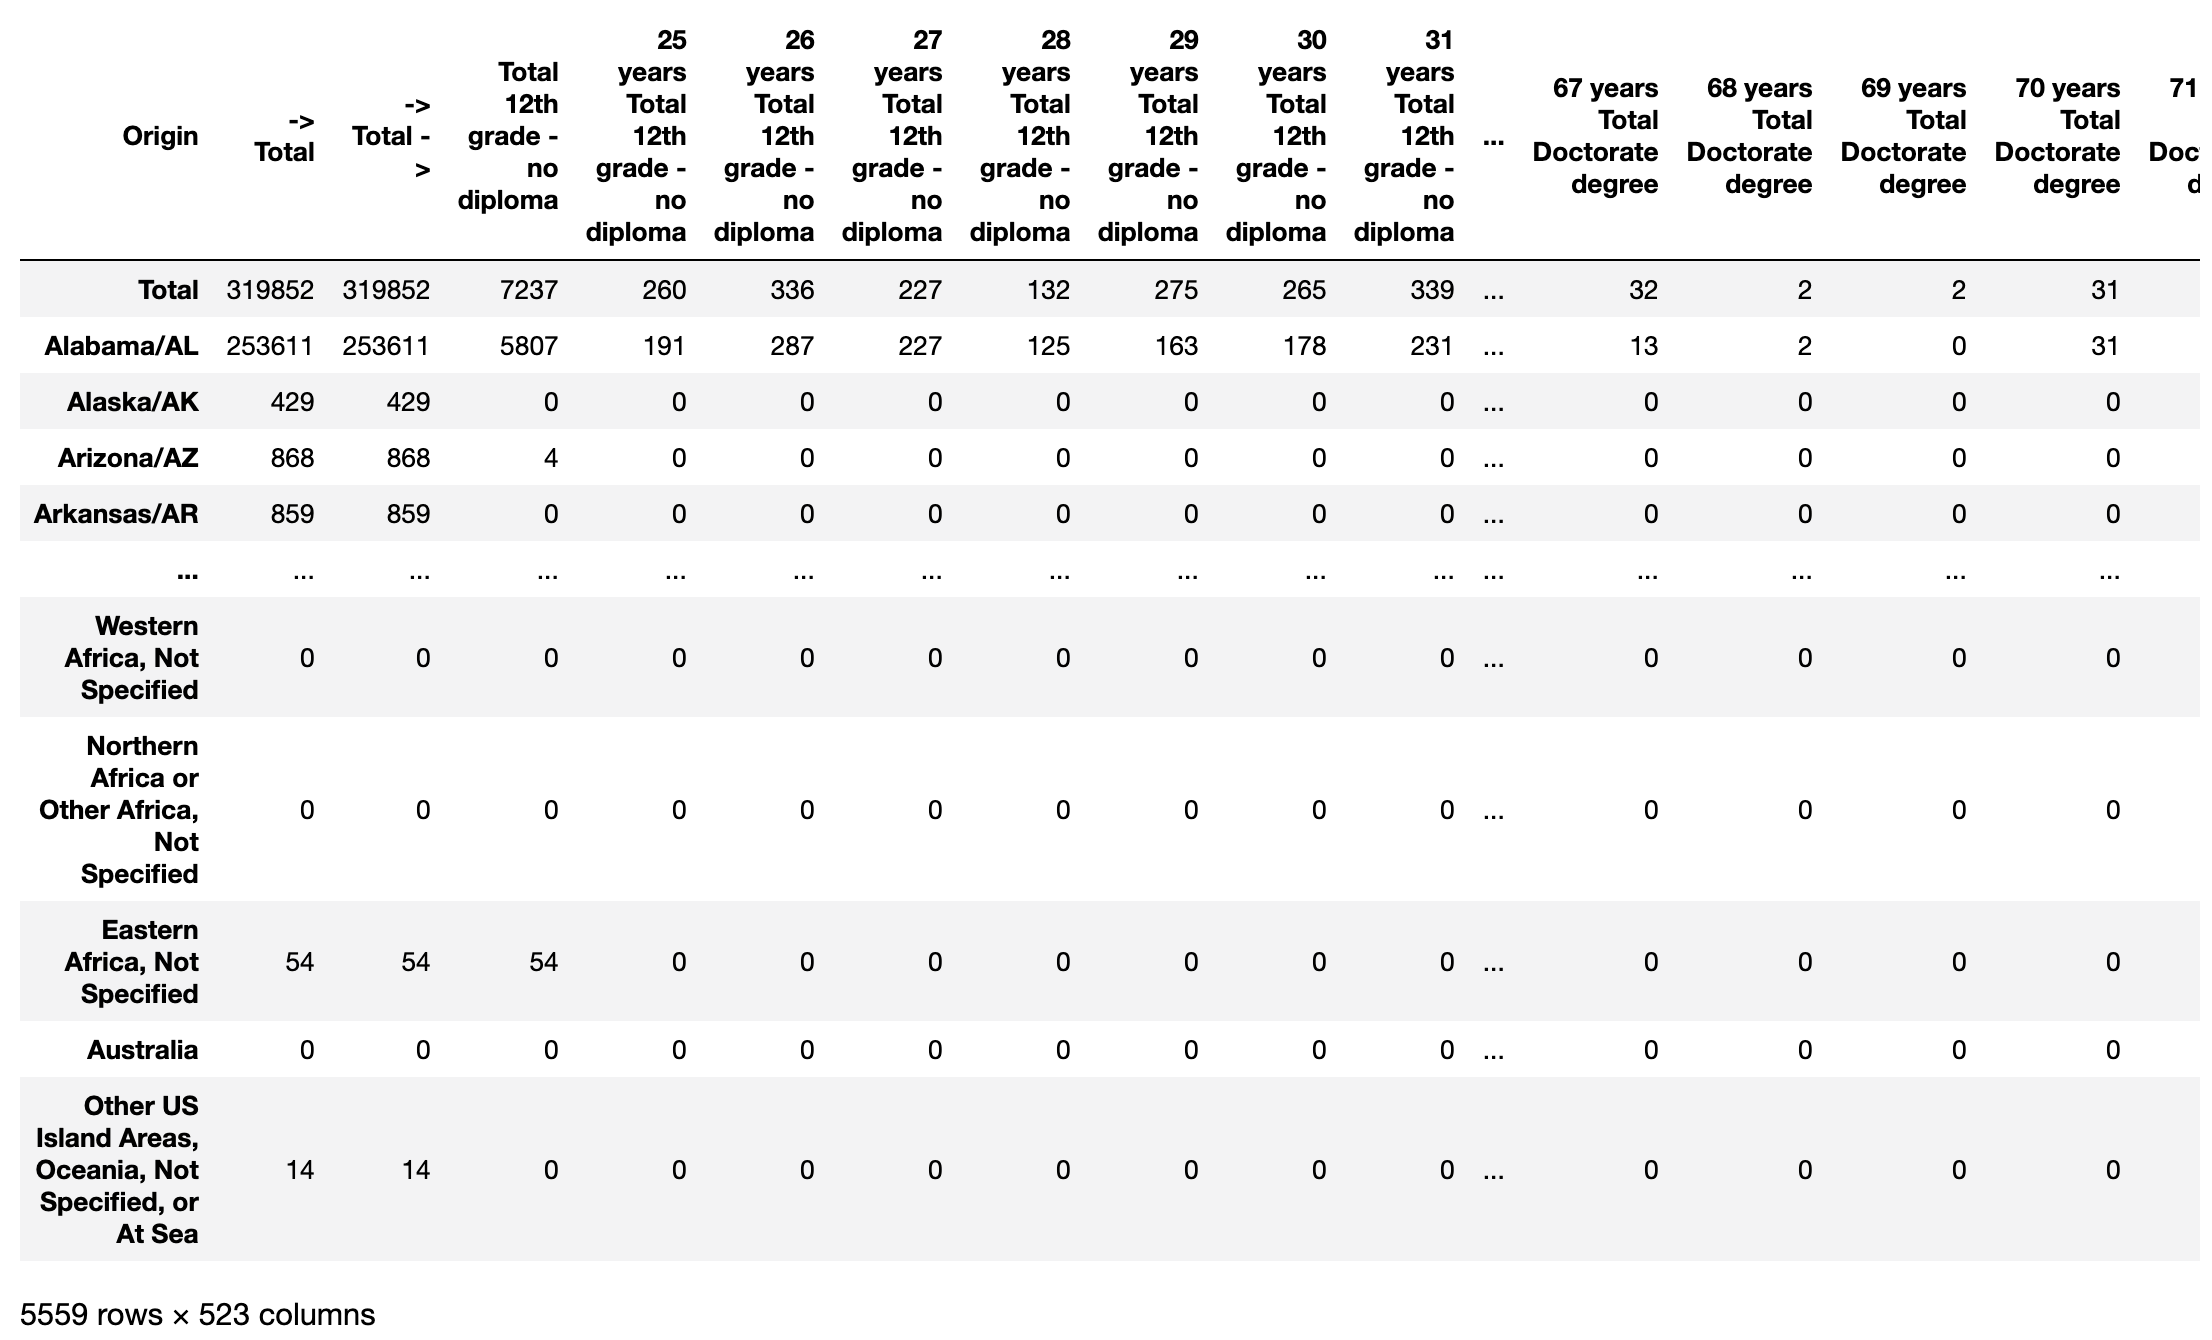 Origin -> Total -> Total -> Total 12th grade - no diploma 25 years Total 12th grade - no diploma 26 years Total 12th grade - no diploma 27 years Total 12th grade - no diploma 28 years Total 12th grade - no diploma 29 years Total 12th grade - no diploma 30 years Total 12th grade - no diploma 31 years Total 12th grade - no diploma ... 67 years Total Doctorate degree 68 years Total Doctorate degree 69 years Total Doctorate degree 70 years Total Doctorate degree 71
Total 319852 319852 7237 260 336 227 132 275 265 339 ... 32 2 2 31
Alabama/AL 253611 253611 5807 191 287 227 125 163 178 231 ... 13 2 0 31
Alaska/AK 429 429 0 0 0 0 0 0 0 0 ... 0 0 0 0
Arizona/AZ 868 868 4 0 0 0 0 0 0 0 ... 0 0 0 0
Arkansas/AR 859 859 0 0 0 0 0 0 0 0 ... 0 0 0 0
... ... ... ... ... ... ... ... ... ... ... ... ... ... ... ...
Western Africa, Not Specified 0 0 0 0 0 0 0 0 0 0 ... 0 0 0 0
Northern Africa or Other Africa, Not Specified 0 0 0 0 0 0 0 0 0 0 ... 0 0 0 0
Eastern Africa, Not Specified 54 54 54 0 0 0 0 0 0 0 ... 0 0 0 0
Australia 0 0 0 0 0 0 0 0 0 0 ... 0 0 0 0
Other US Island Areas, Oceania, Not Specified, or At Sea 14 14 0 0 0 0 0 0 0 0 ... 0 0 0 0
5559 rows × 523 columns